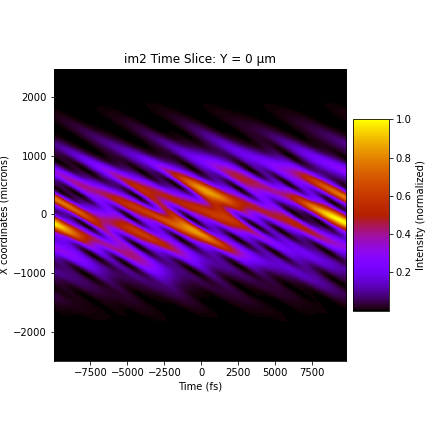 im2 Time Slice: Y = 0 μm
2000
1000
0
−1000
−2000
X coordinates (microns)
−7500 −5000 −2500 0 2500 5000 7500
Time (fs)
1.0
0.8
0.6
0.4
0.2
Intensity (normalized)